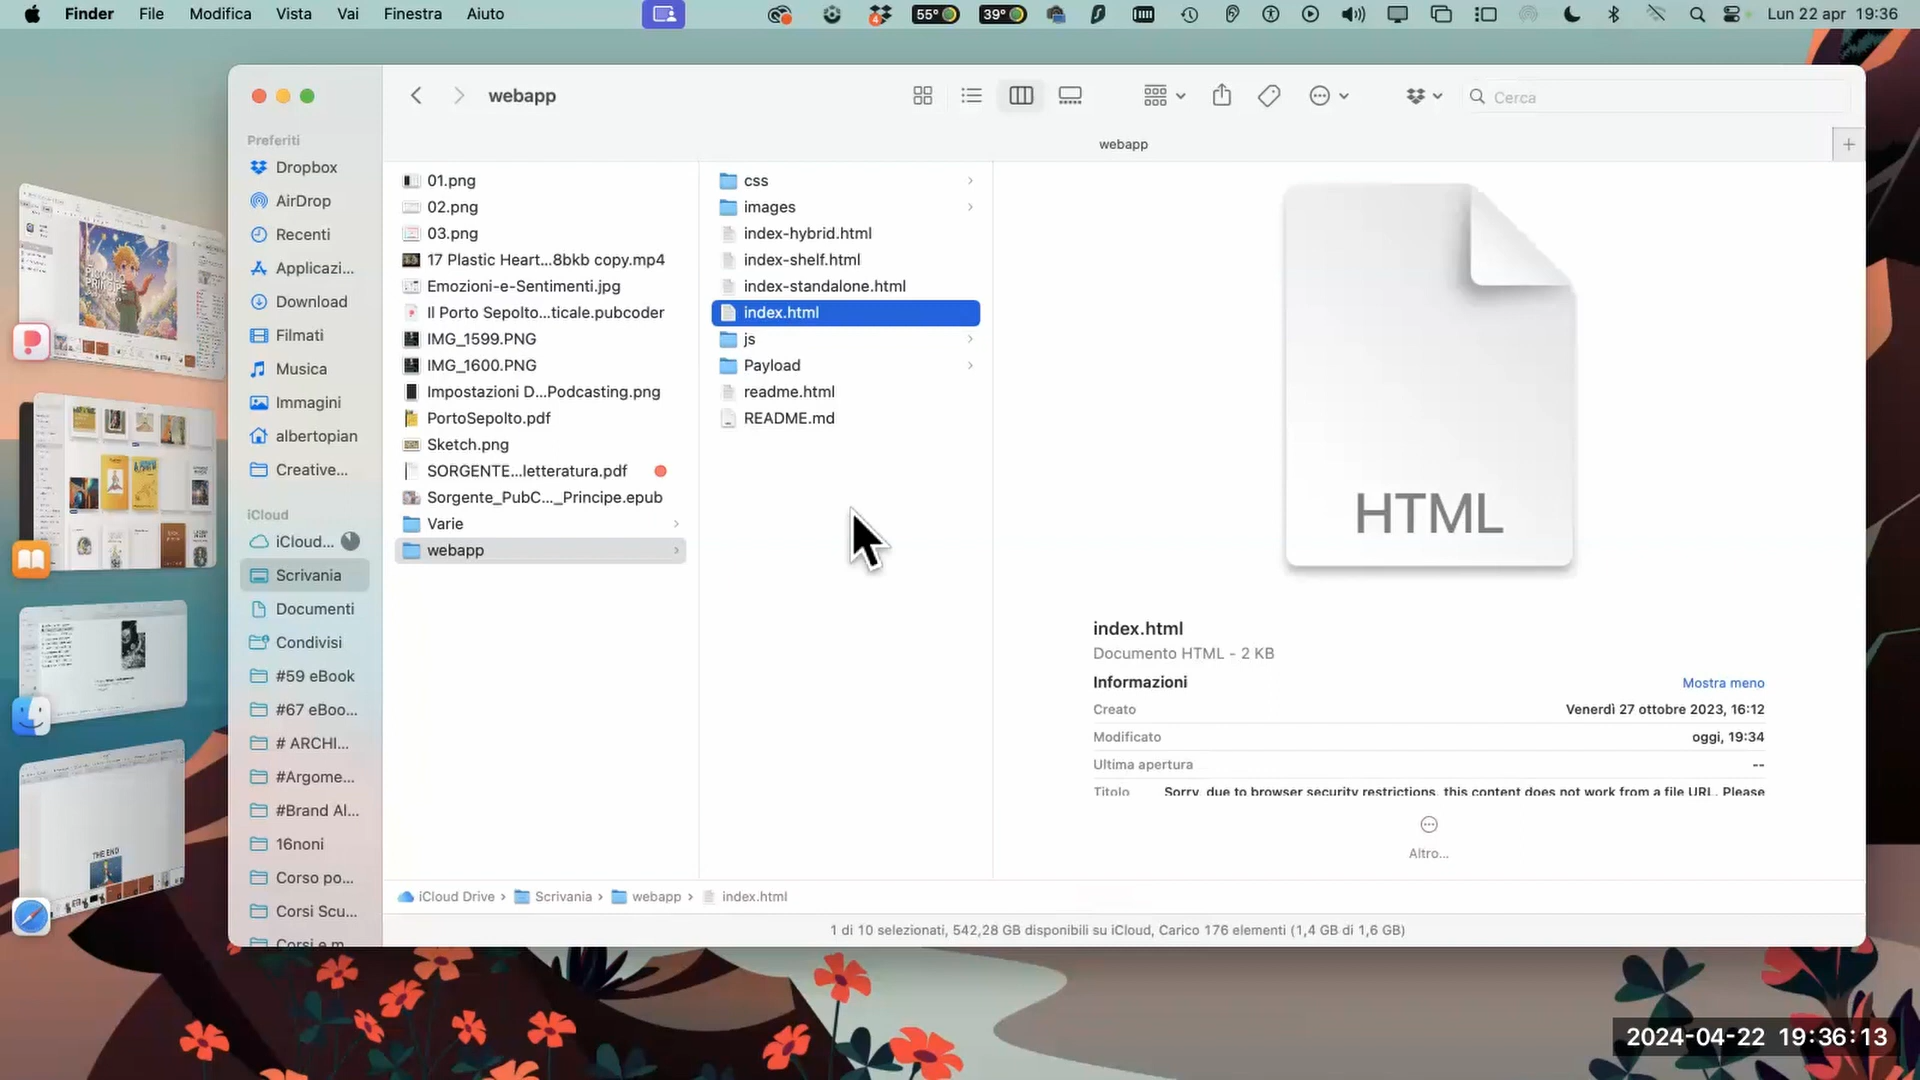 Finder File Modifica Vista Vai Finestra Aiuto 4 55° 39° Lun 22 apr 19:36
webapp Cerca
webapp
Preferiti
Dropbox
AirDrop
Recenti
Applicazi...
Download
Filmati
Musica
Immagini
albertopian
Creative...
iCloud
iCloud...
Scrivania
Documenti
Condivisi
#59 eBook
#67 eBoo...
# ARCHI...
#Argome...
#Brand Al...
16noni
Corso po...
Corsi Scu...
Corsi e m
01.png
02.png
03.png
17 Plastic Heart...8bkb copy.mp4
Emozioni-e-Sentimenti.jpg
Il Porto Sepolto...ticale.pubcoder
IMG_1599.PNG
IMG_1600.PNG
Impostazioni D...Podcasting.png
PortoSepolto.pdf
Sketch.png
SORGENTE...letteratura.pdf
Sorgente_PubC..._Principe.epub
Varie
webapp
css
images
index-hybrid.html
index-shelf.html
index-standalone.html
index.html
js
Payload
readme.html
README.md
HTML
index.html
Documento HTML - 2 KB
Informazioni Mostra meno
Creato Venerdì 27 ottobre 2023, 16:12
Modificato oggi, 19:34
Ultima apertura --
Titolo Sorry, due to browser security restrictions, this content does not work from a file URL. Please
Altro...
iCloud Drive › Scrivania › webapp › index.html
1 di 10 selezionati, 542,28 GB disponibili su iCloud, Carico 176 elementi (1,4 GB di 1,6 GB)
PICCOLO
PRINCIPE
THE END
2024-04-22 19:36:13